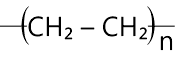 —(CH₂ – CH₂)—n